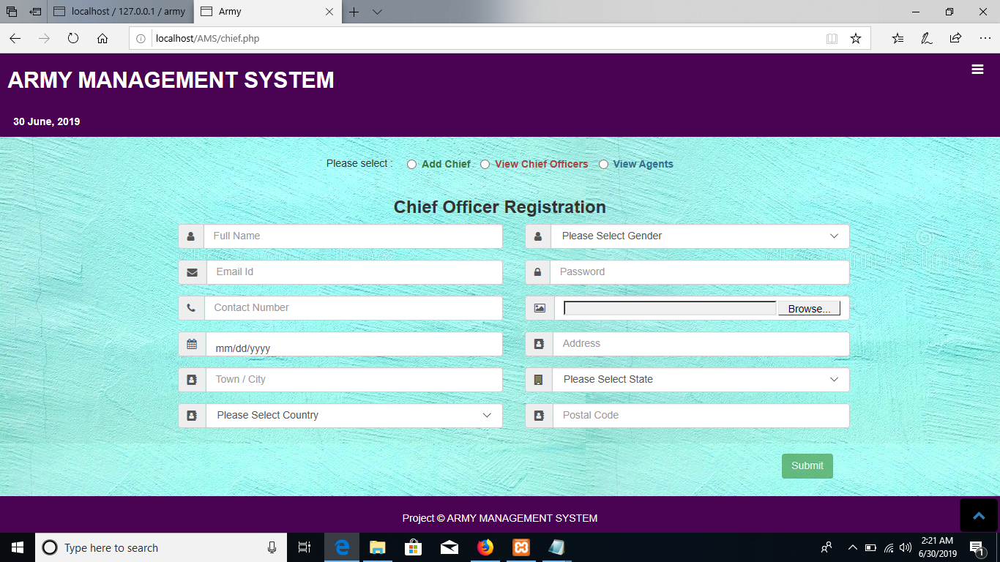 localhost / 127.0.0.1 / army
Army
localhost/AMS/chief.php
ARMY MANAGEMENT SYSTEM
30 June, 2019
Please select : Add Chief View Chief Officers View Agents
Chief Officer Registration
Full Name
Please Select Gender
Email Id
Password
Contact Number
Browse...
mm/dd/yyyy
Address
Town / City
Please Select State
Please Select Country
Postal Code
Submit
Project © ARMY MANAGEMENT SYSTEM
Type here to search
2:21 AM
6/30/2019
1